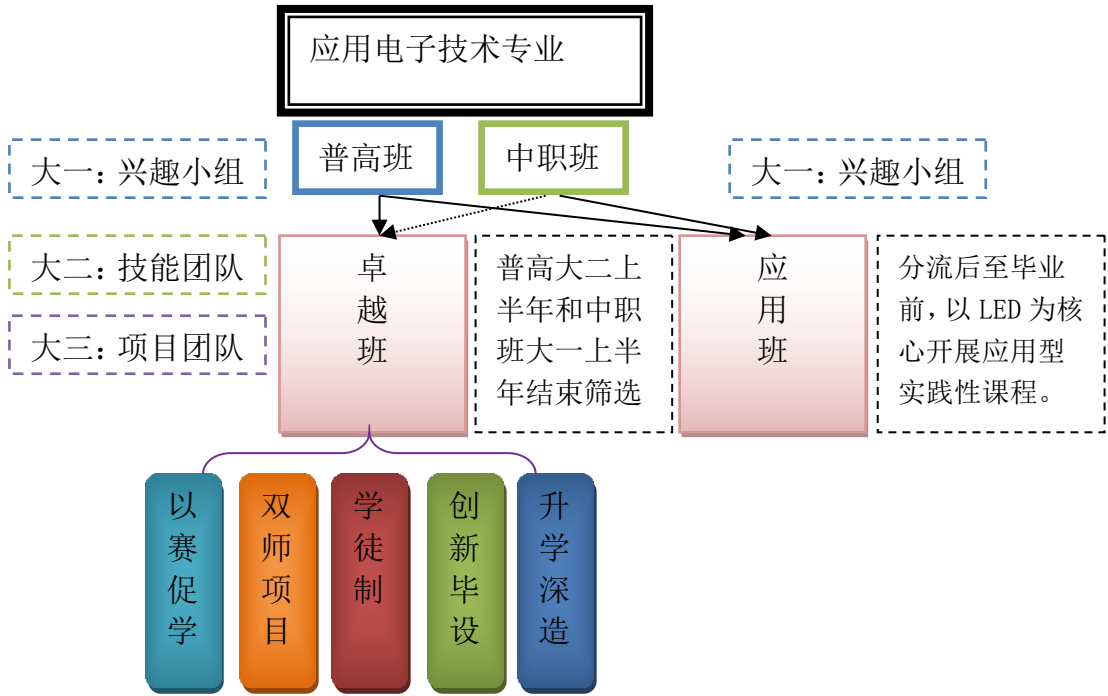 应用电子技术专业
普高班
中职班
大一：兴趣小组
大一：兴趣小组
大二：技能团队
大三：项目团队
卓越班
普高大二上
半年和中职
班大一上半
年结束筛选
应用班
分流后至毕业
前，以 LED 为核
心开展应用型
实践性课程。
以赛促学
双师项目
学徒制
创新毕设
升学深造